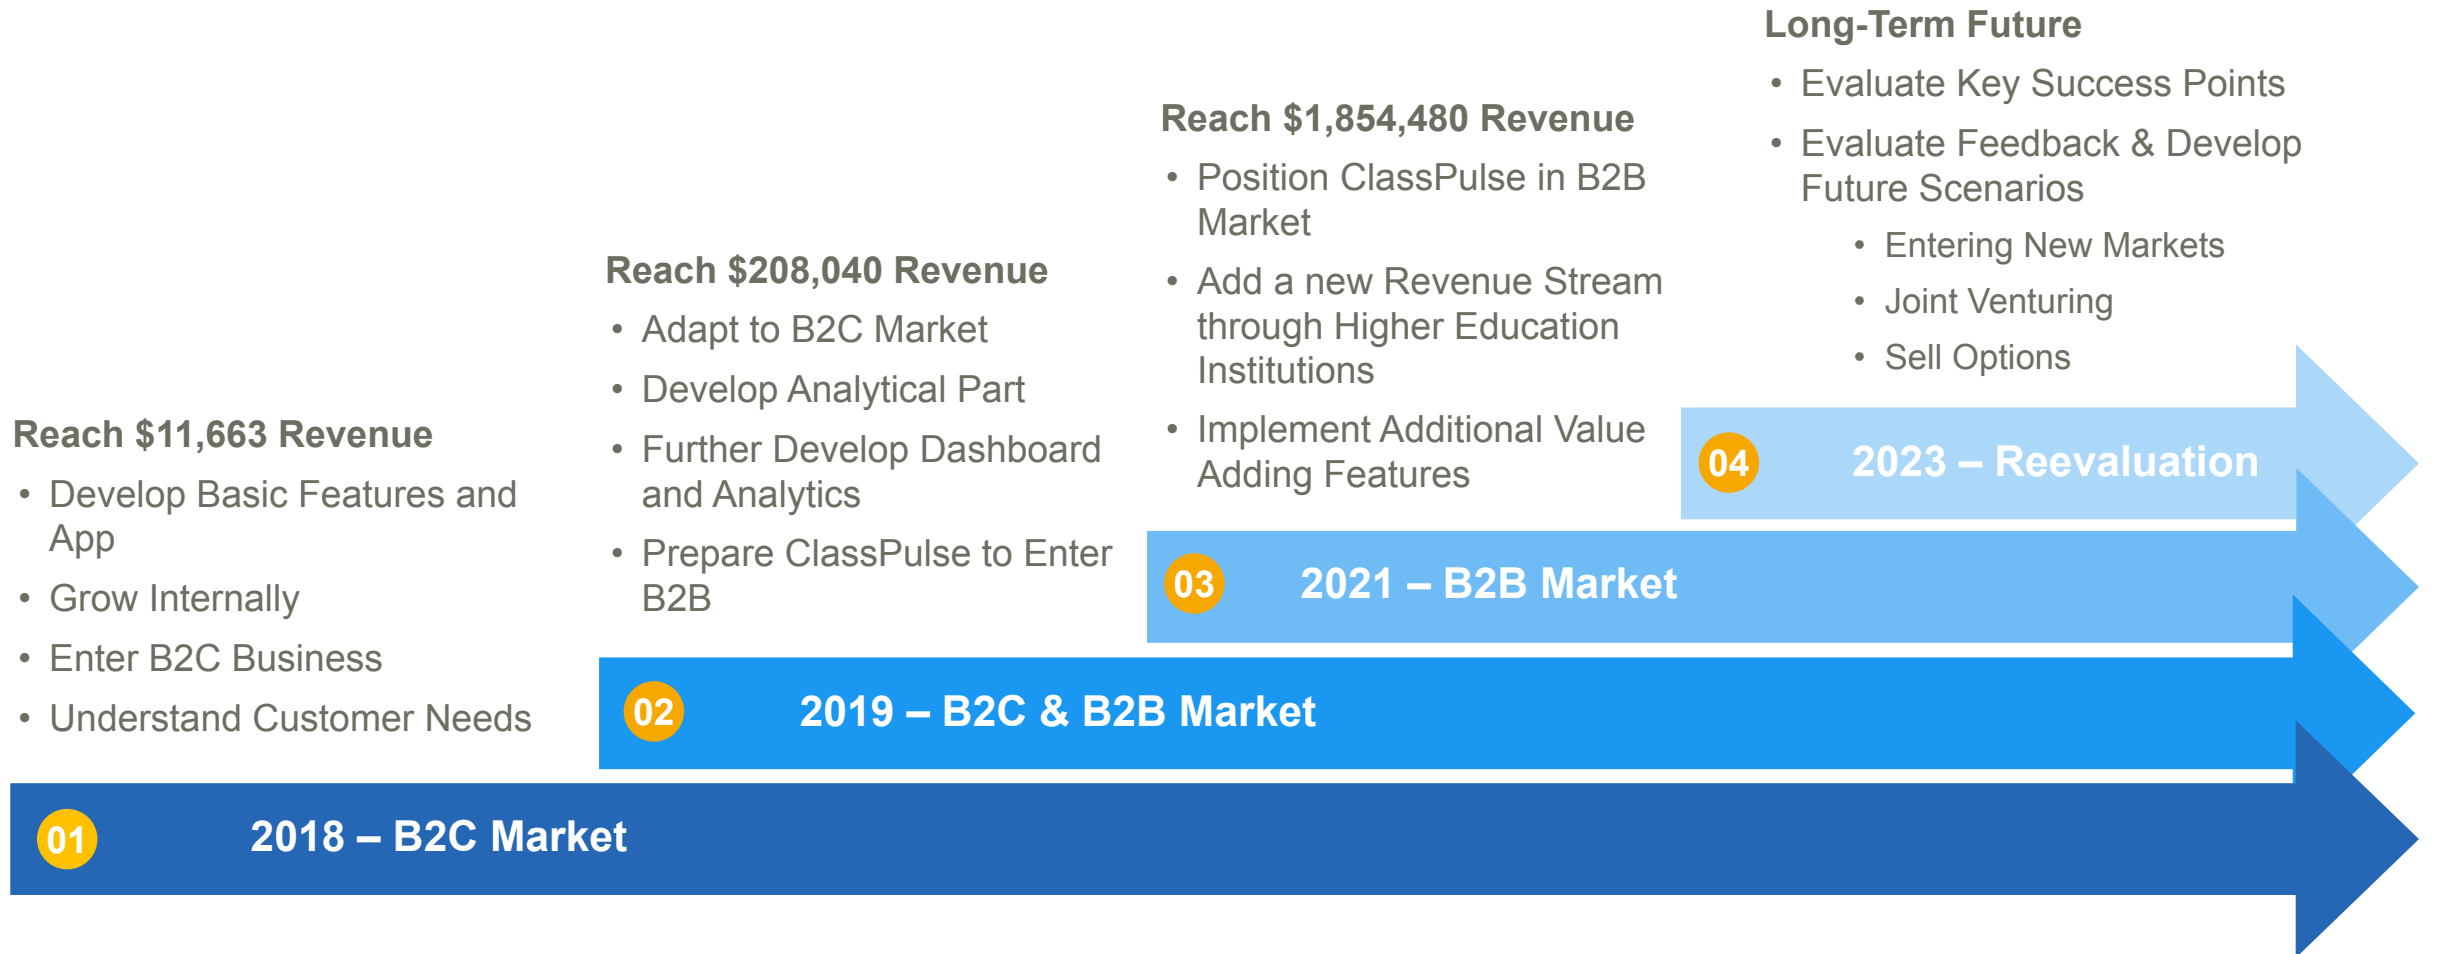 Reach $11,663 Revenue
• Develop Basic Features and
App
• Grow Internally
• Enter B2C Business
• Understand Customer Needs
01
2018 – B2C Market
Reach $208,040 Revenue
• Adapt to B2C Market
• Develop Analytical Part
• Further Develop Dashboard
and Analytics
• Prepare ClassPulse to Enter
B2B
02
2019 – B2C & B2B Market
Reach $1,854,480 Revenue
• Position ClassPulse in B2B
Market
• Add a new Revenue Stream
through Higher Education
Institutions
• Implement Additional Value
Adding Features
03
2021 – B2B Market
Long-Term Future
• Evaluate Key Success Points
• Evaluate Feedback & Develop
Future Scenarios
• Entering New Markets
• Joint Venturing
• Sell Options
04
2023 – Reevaluation